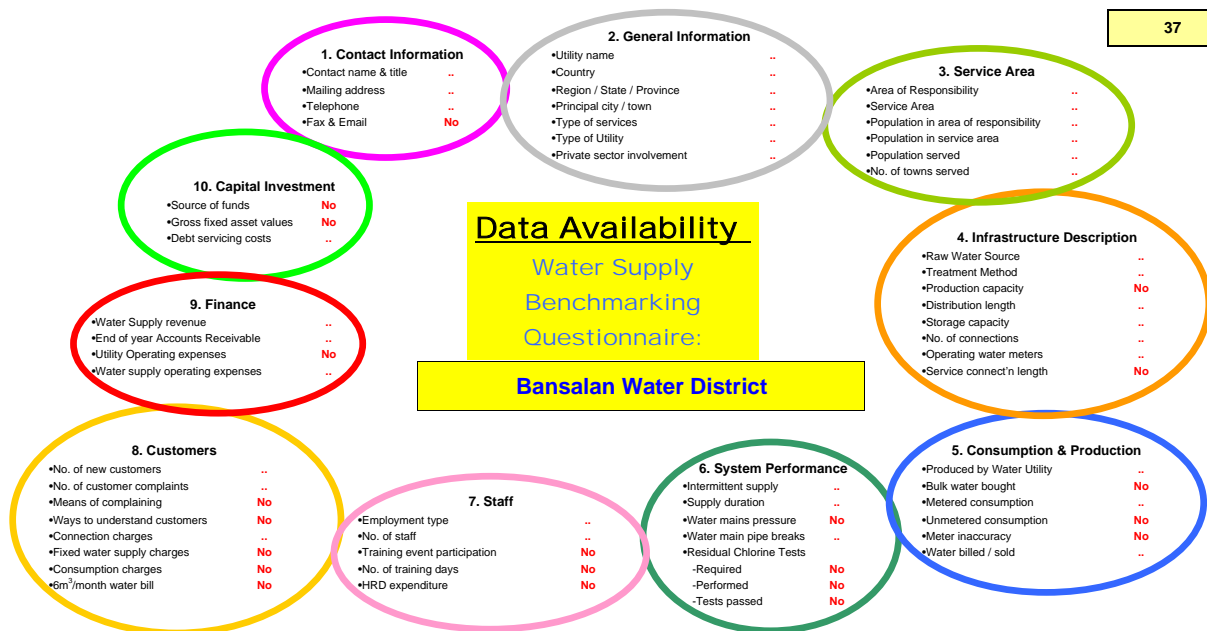 37
1. Contact Information
•Contact name & title ..
•Mailing address ..
•Telephone ..
•Fax & Email No
2. General Information
•Utility name ..
•Country ..
•Region / State / Province ..
•Principal city / town ..
•Type of services ..
•Type of Utility ..
•Private sector involvement ..
3. Service Area
•Area of Responsibility ..
•Service Area ..
•Population in area of responsibility ..
•Population in service area ..
•Population served ..
•No. of towns served ..
10. Capital Investment
•Source of funds No
•Gross fixed asset values No
•Debt servicing costs ..
Data Availability
Water Supply
Benchmarking
Questionnaire:
Bansalan Water District
4. Infrastructure Description
•Raw Water Source ..
•Treatment Method ..
•Production capacity No
•Distribution length ..
•Storage capacity ..
•No. of connections ..
•Operating water meters ..
•Service connect'n length No
9. Finance
•Water Supply revenue ..
•End of year Accounts Receivable ..
•Utility Operating expenses No
•Water supply operating expenses ..
8. Customers
•No. of new customers ..
•No. of customer complaints ..
•Means of complaining No
•Ways to understand customers No
•Connection charges ..
•Fixed water supply charges No
•Consumption charges No
•6m³/month water bill No
7. Staff
•Employment type ..
•No. of staff ..
•Training event participation No
•No. of training days No
•HRD expenditure No
6. System Performance
•Intermittent supply ..
•Supply duration ..
•Water mains pressure No
•Water main pipe breaks ..
•Residual Chlorine Tests
-Required No
-Performed No
-Tests passed No
5. Consumption & Production
•Produced by Water Utility ..
•Bulk water bought No
•Metered consumption ..
•Unmetered consumption No
•Meter inaccuracy No
•Water billed / sold ..